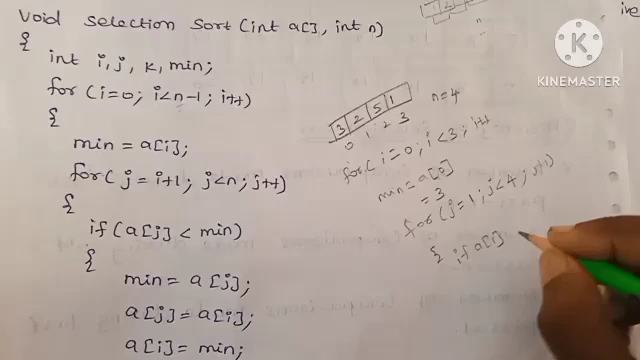 Void selection Sort (int a[], int n)
{
int i, j, k, min;
for (i=0; i<n-1; i++)
{
min = a[i];
for (j = i+1; j<n; j++)
{
if (a[j] < min)
{
min = a[j];
a[j] = a[i];
a[i] = min;
3 2 5 1
n=4
0 1 2 3
for (i=0; i<3; i++
min = a[0]
= 3
for (j=1; j<4; j++)
{ if a[i]
KINEMASTER